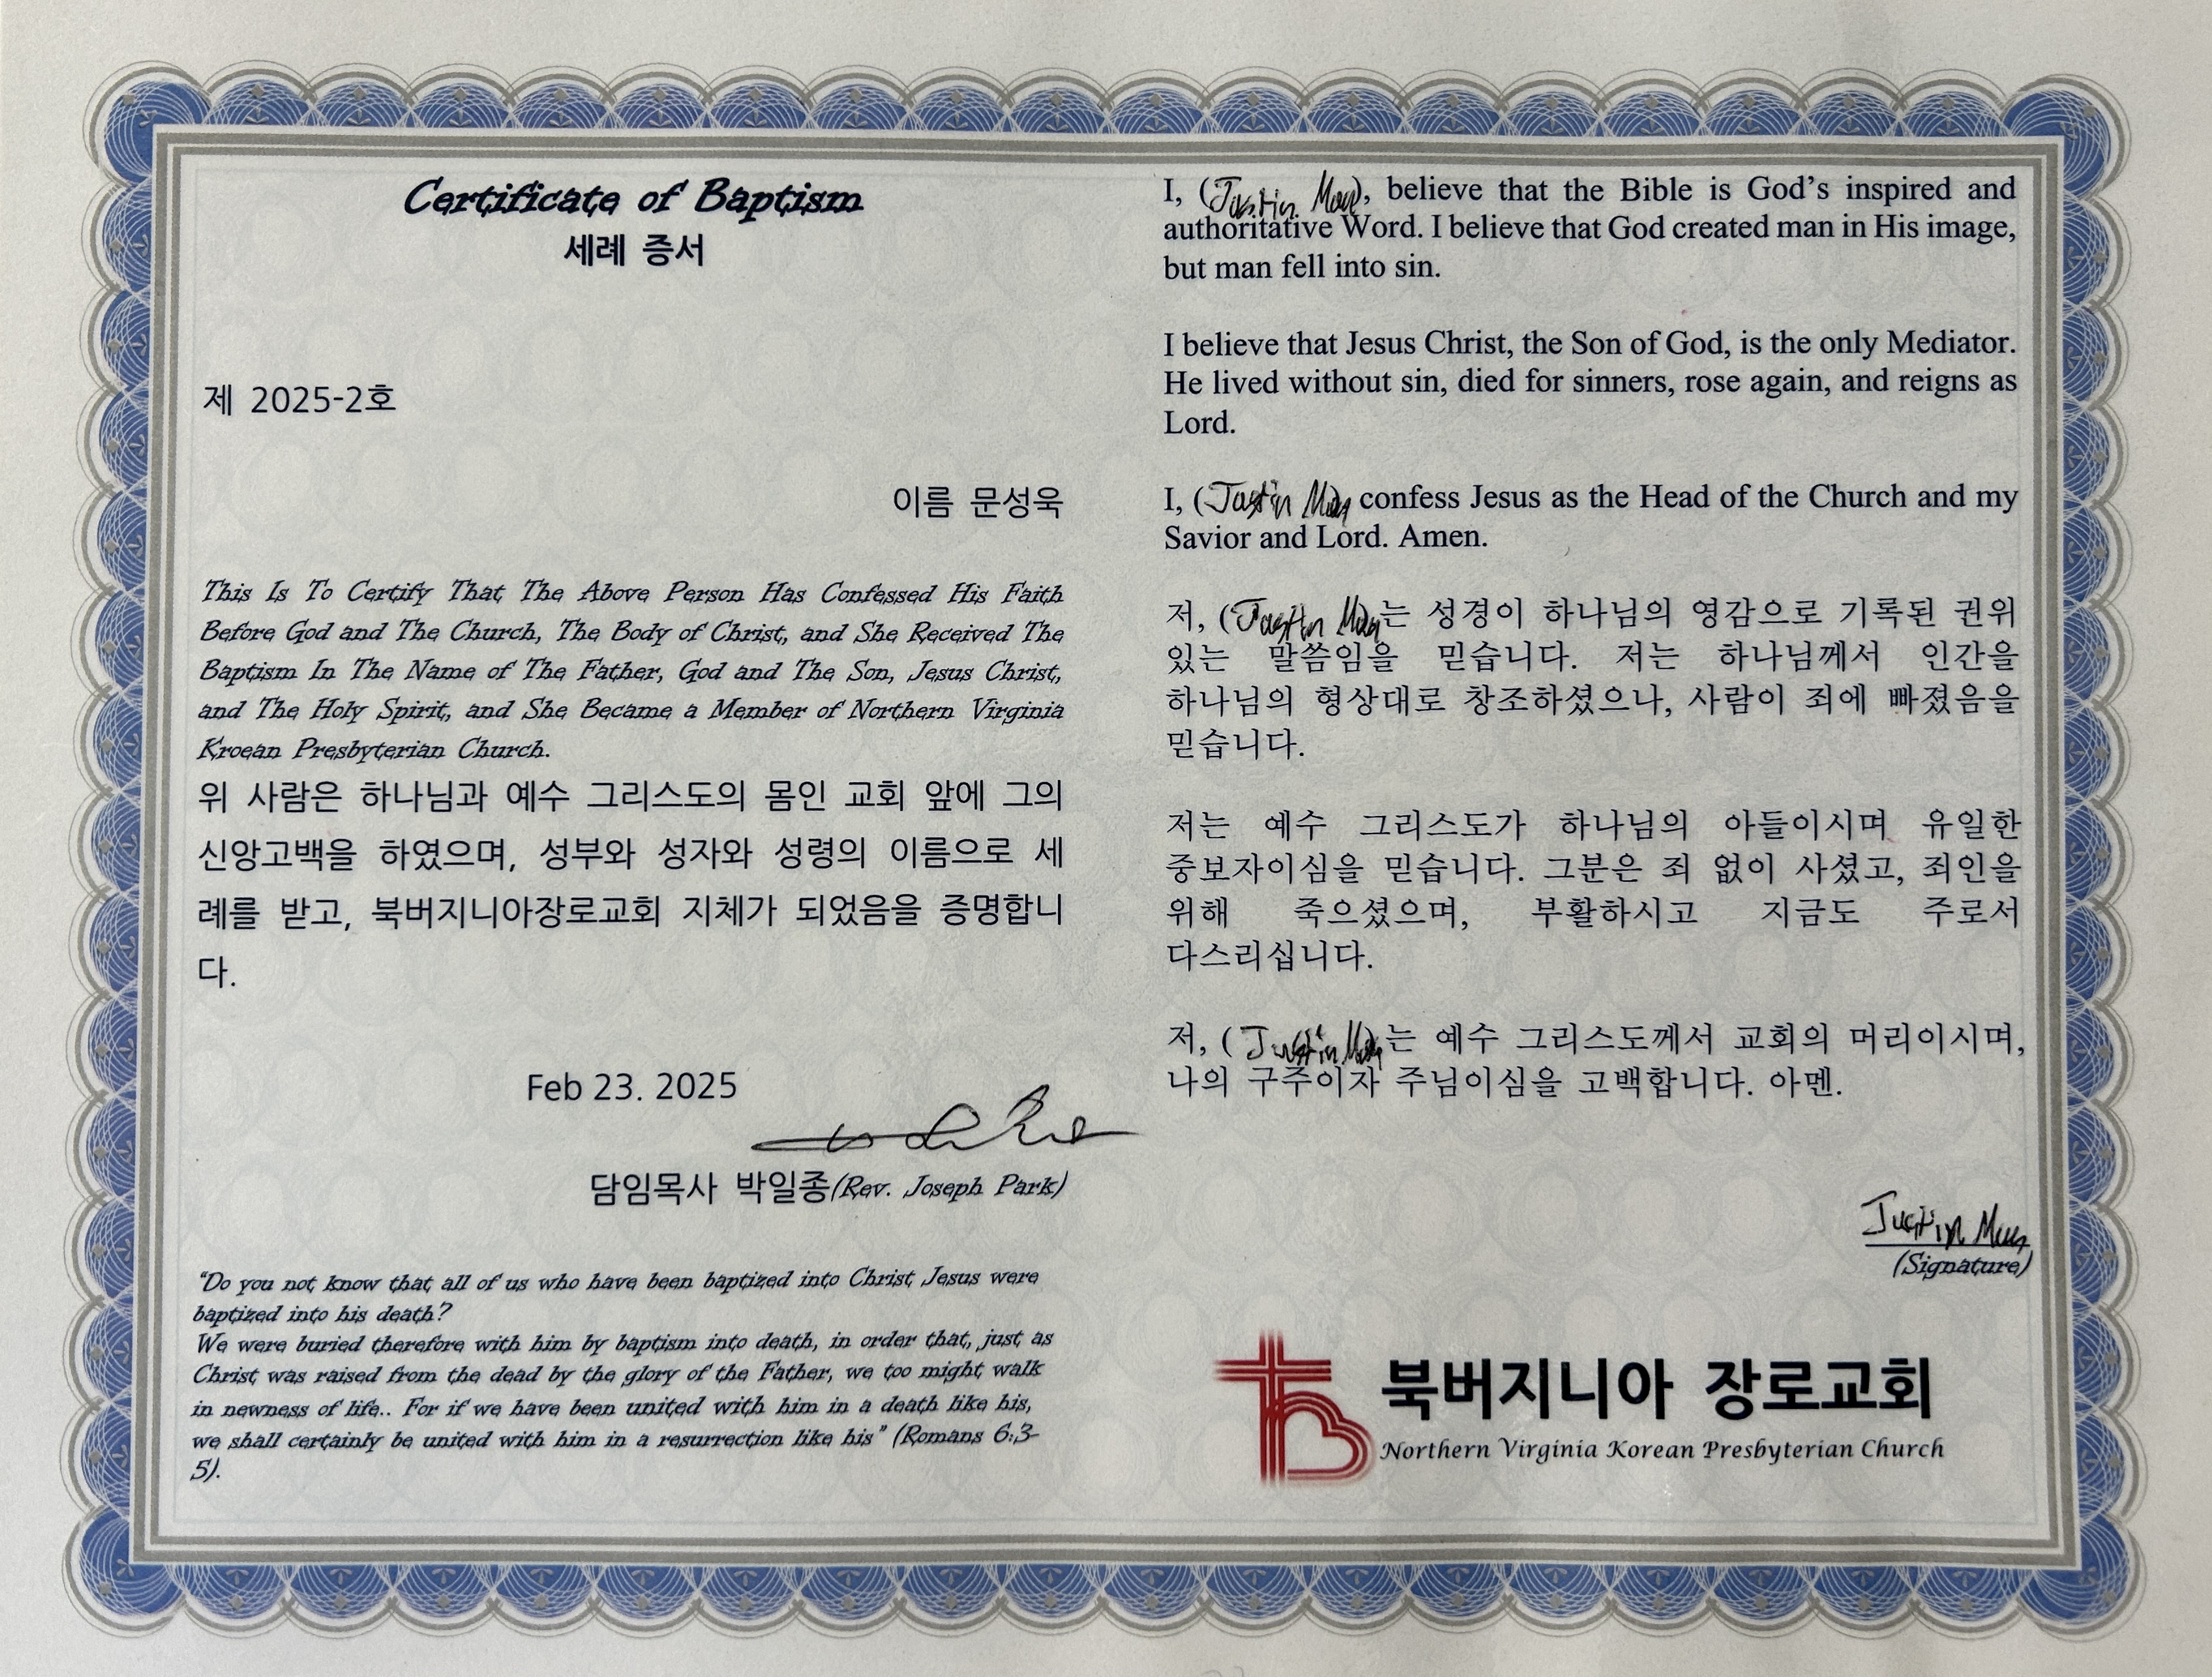 Certificate of Baptism
세례 증서
제 2025-2호
이름 문성욱
This Is To Certify That The Above Person Has Confessed His Faith
Before God and The Church, The Body of Christ, and She Received The
Baptism In The Name of The Father, God and The Son, Jesus Christ,
and The Holy Spirit, and She Became a Member of Northern Virginia
Kroean Presbyterian Church.
위 사람은 하나님과 예수 그리스도의 몸인 교회 앞에 그의
신앙고백을 하였으며, 성부와 성자와 성령의 이름으로 세
례를 받고, 북버지니아장로교회 지체가 되었음을 증명합니
다.
Feb 23. 2025
담임목사 박일종(Rev. Joseph Park)
“Do you not know that all of us who have been baptized into Christ Jesus were
baptized into his death?
We were buried therefore with him by baptism into death, in order that, just as
Christ was raised from the dead by the glory of the Father, we too might walk
in newness of life.. For if we have been united with him in a death like his,
we shall certainly be united with him in a resurrection like his” (Romans 6:3-
5).
I, (Justin Moon), believe that the Bible is God’s inspired and
authoritative Word. I believe that God created man in His image,
but man fell into sin.
I believe that Jesus Christ, the Son of God, is the only Mediator.
He lived without sin, died for sinners, rose again, and reigns as
Lord.
I, (Justin Moon) confess Jesus as the Head of the Church and my
Savior and Lord. Amen.
저, (Justin Moon)는 성경이 하나님의 영감으로 기록된 권위
있는 말씀임을 믿습니다. 저는 하나님께서 인간을
하나님의 형상대로 창조하셨으나, 사람이 죄에 빠졌음을
믿습니다.
저는 예수 그리스도가 하나님의 아들이시며 유일한
중보자이심을 믿습니다. 그분은 죄 없이 사셨고, 죄인을
위해 죽으셨으며, 부활하시고 지금도 주로서
다스리십니다.
저, (Justin Moon)는 예수 그리스도께서 교회의 머리이시며,
나의 구주이자 주님이심을 고백합니다. 아멘.
Justin Moon
(Signature)
북버지니아 장로교회
Northern Virginia Korean Presbyterian Church